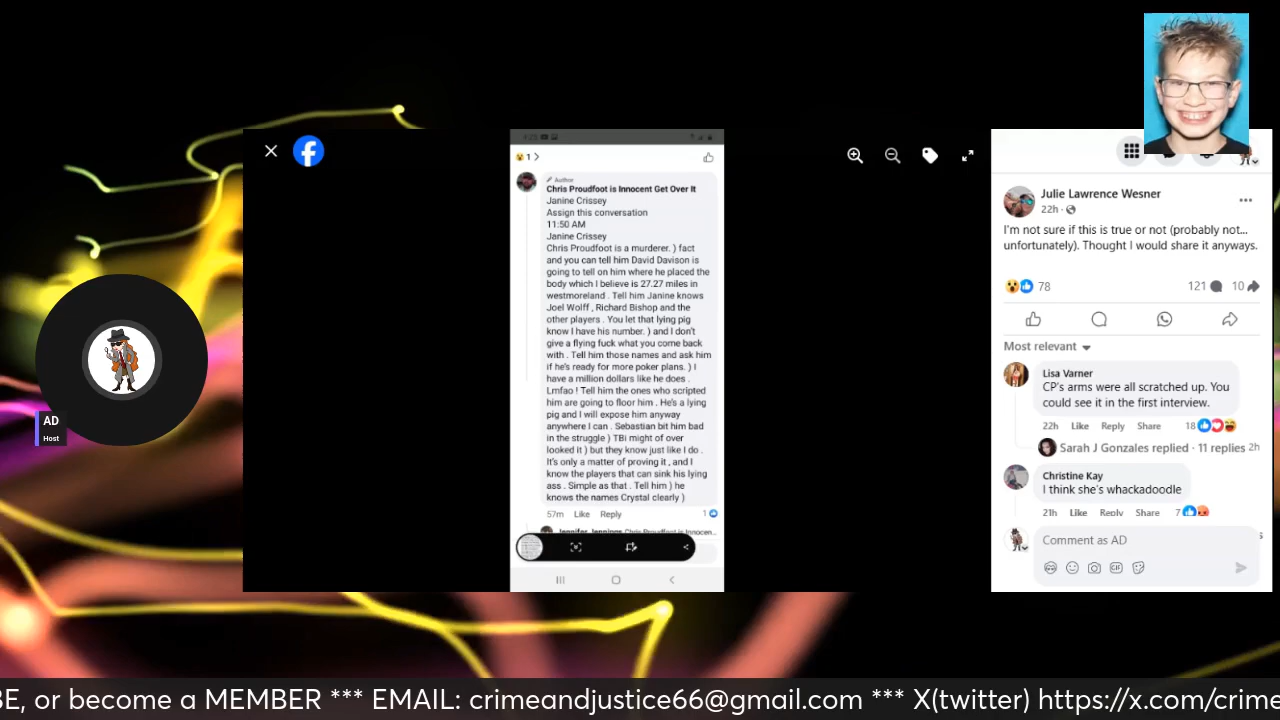 Author
Chris Proudfoot is Innocent Get Over It
Janine Crissey
Assign this conversation
11:50 AM
Janine Crissey
Chris Proudfoot is a murderer. ) fact
and you can tell him David Davison is
going to tell on him where he placed the
body which I believe is 27.27 miles in
westmoreland . Tell him Janine knows
Joel Wolff , Richard Bishop and the
other players . You let that lying pig
know I have his number. ) and I don't
give a flying fuck what you come back
with . Tell him those names and ask him
if he's ready for more poker plans. ) I
have a million dollars like he does .
Lmfao ! Tell him the ones who scripted
him are going to floor him . He's a lying
pig and I will expose him anyway
anywhere I can . Sebastian bit him bad
in the struggle ) TBi might of over
looked it ) but they know just like I do .
It's only a matter of proving it , and I
know the players that can sink his lying
ass . Simple as that . Tell him ) he
knows the names Crystal clearly )
57m Like Reply 1
Jennifer Jennings Chris Proudfoot is Innocen...
1
Julie Lawrence Wesner
22h
I'm not sure if this is true or not (probably not...
unfortunately). Thought I would share it anyways.
78 121 10
Most relevant
Lisa Varner
CP's arms were all scratched up. You
could see it in the first interview.
22h Like Reply Share 18
Sarah J Gonzales replied · 11 replies 2h
Christine Kay
I think she's whackadoodle
21h Like Reply Share 7
Comment as AD
GIF
AD
Host
BE, or become a MEMBER *** EMAIL: crimeandjustice66@gmail.com *** X(twitter) https://x.com/crime